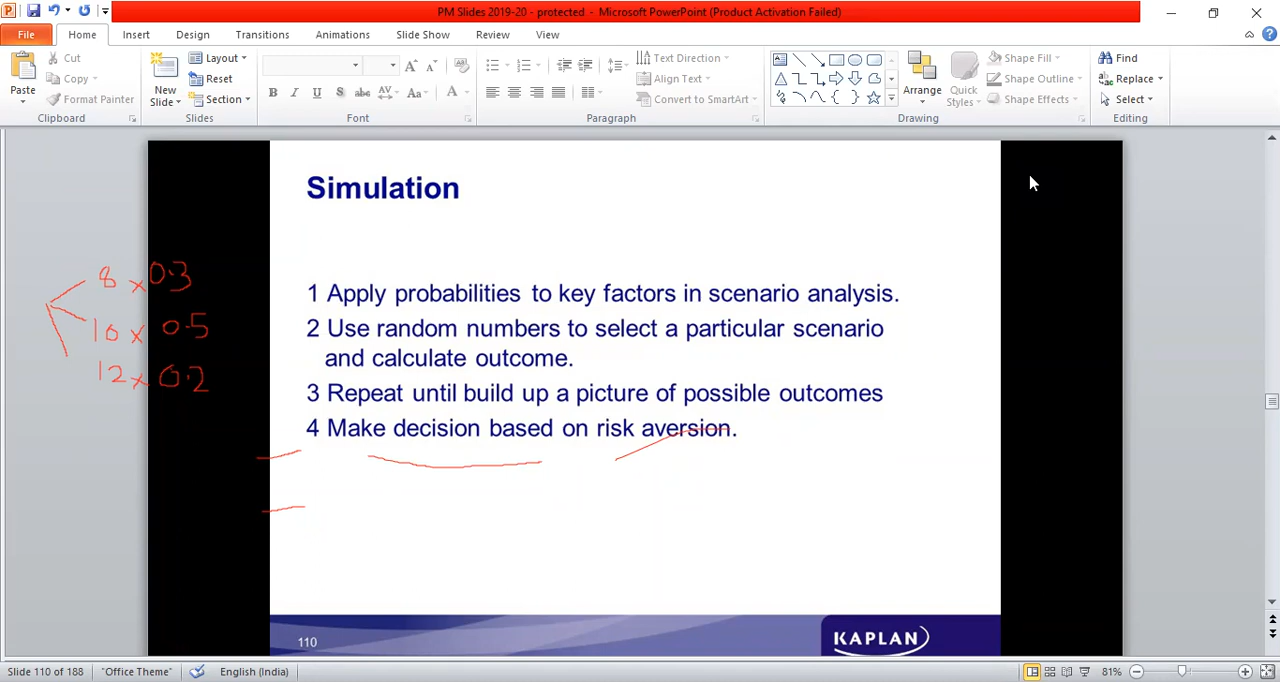 PM Slides 2019-20 - protected - Microsoft PowerPoint (Product Activation Failed)
File Home Insert Design Transitions Animations Slide Show Review View
Paste
Cut
Copy
Format Painter
Clipboard
New Slide
Layout
Reset
Section
Slides
Font
Text Direction
Align Text
Convert to SmartArt
Paragraph
Arrange
Quick Styles
Shape Fill
Shape Outline
Shape Effects
Drawing
Find
Replace
Select
Editing
Simulation
1 Apply probabilities to key factors in scenario analysis.
2 Use random numbers to select a particular scenario
and calculate outcome.
3 Repeat until build up a picture of possible outcomes
4 Make decision based on risk aversion.
8 x 0.3
10 x 0.5
12 x 0.2
110
KAPLAN
Slide 110 of 188 "Office Theme" English (India) 81%